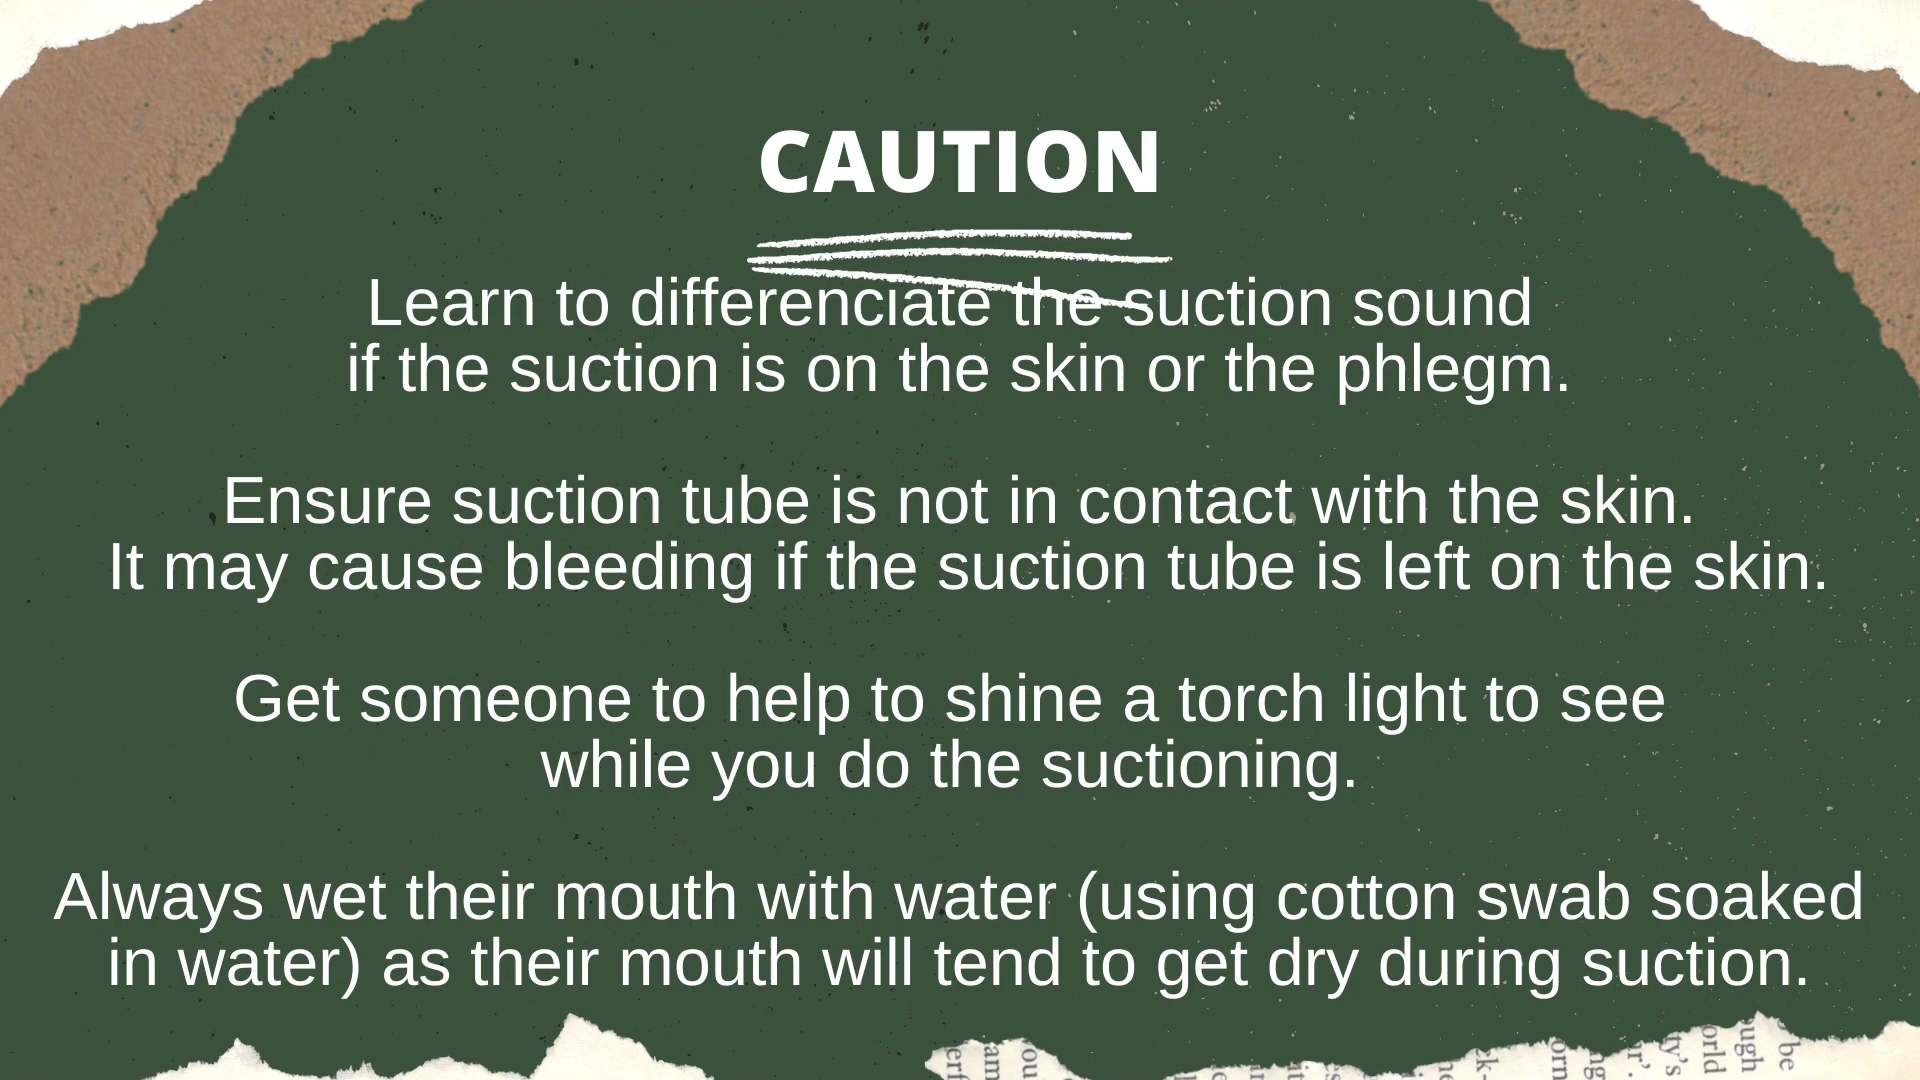 CAUTION
Learn to differenciate the suction sound
if the suction is on the skin or the phlegm.
Ensure suction tube is not in contact with the skin.
It may cause bleeding if the suction tube is left on the skin.
Get someone to help to shine a torch light to see
while you do the suctioning.
Always wet their mouth with water (using cotton swab soaked
in water) as their mouth will tend to get dry during suction.